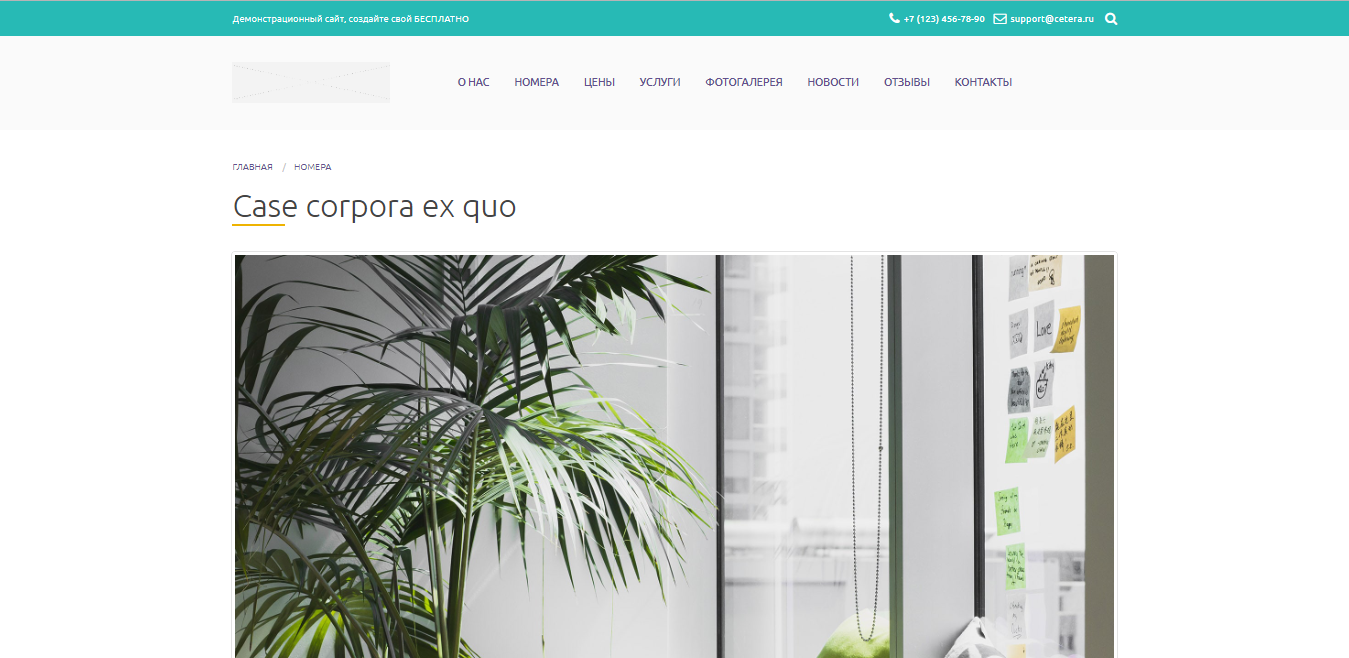 Демонстрационный сайт, создайте свой БЕСПЛАТНО
+7 (123) 456-78-90 support@cetera.ru
О НАС НОМЕРА ЦЕНЫ УСЛУГИ ФОТОГАЛЕРЕЯ НОВОСТИ ОТЗЫВЫ КОНТАКТЫ
ГЛАВНАЯ / НОМЕРА
Case corpora ex quo
Love